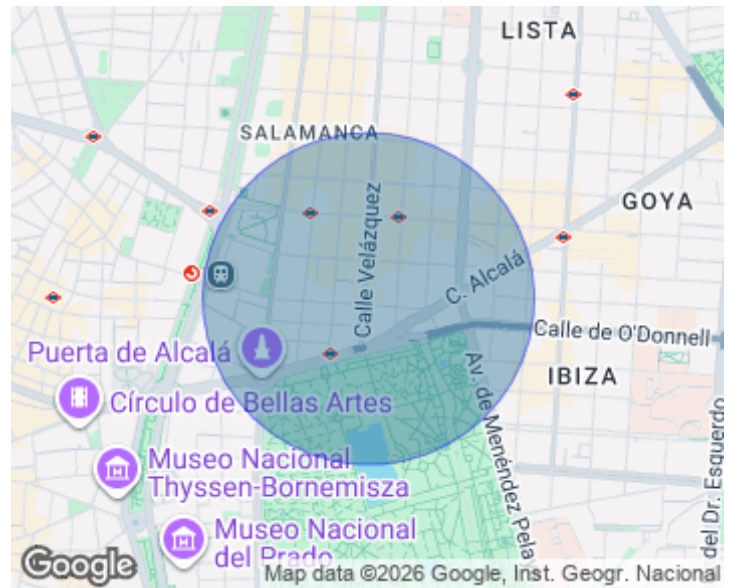 LISTA
SALAMANCA
GOYA
Calle Velázquez
C. Alcalá
Calle de O'Donnell
Puerta de Alcalá
IBIZA
Círculo de Bellas Artes
Av. de Menéndez Pelay
Museo Nacional
Thyssen-Bornemisza
del Dr. Esquerdo
Museo Nacional
del Prado
Google
Map data ©2026 Google, Inst. Geogr. Nacional